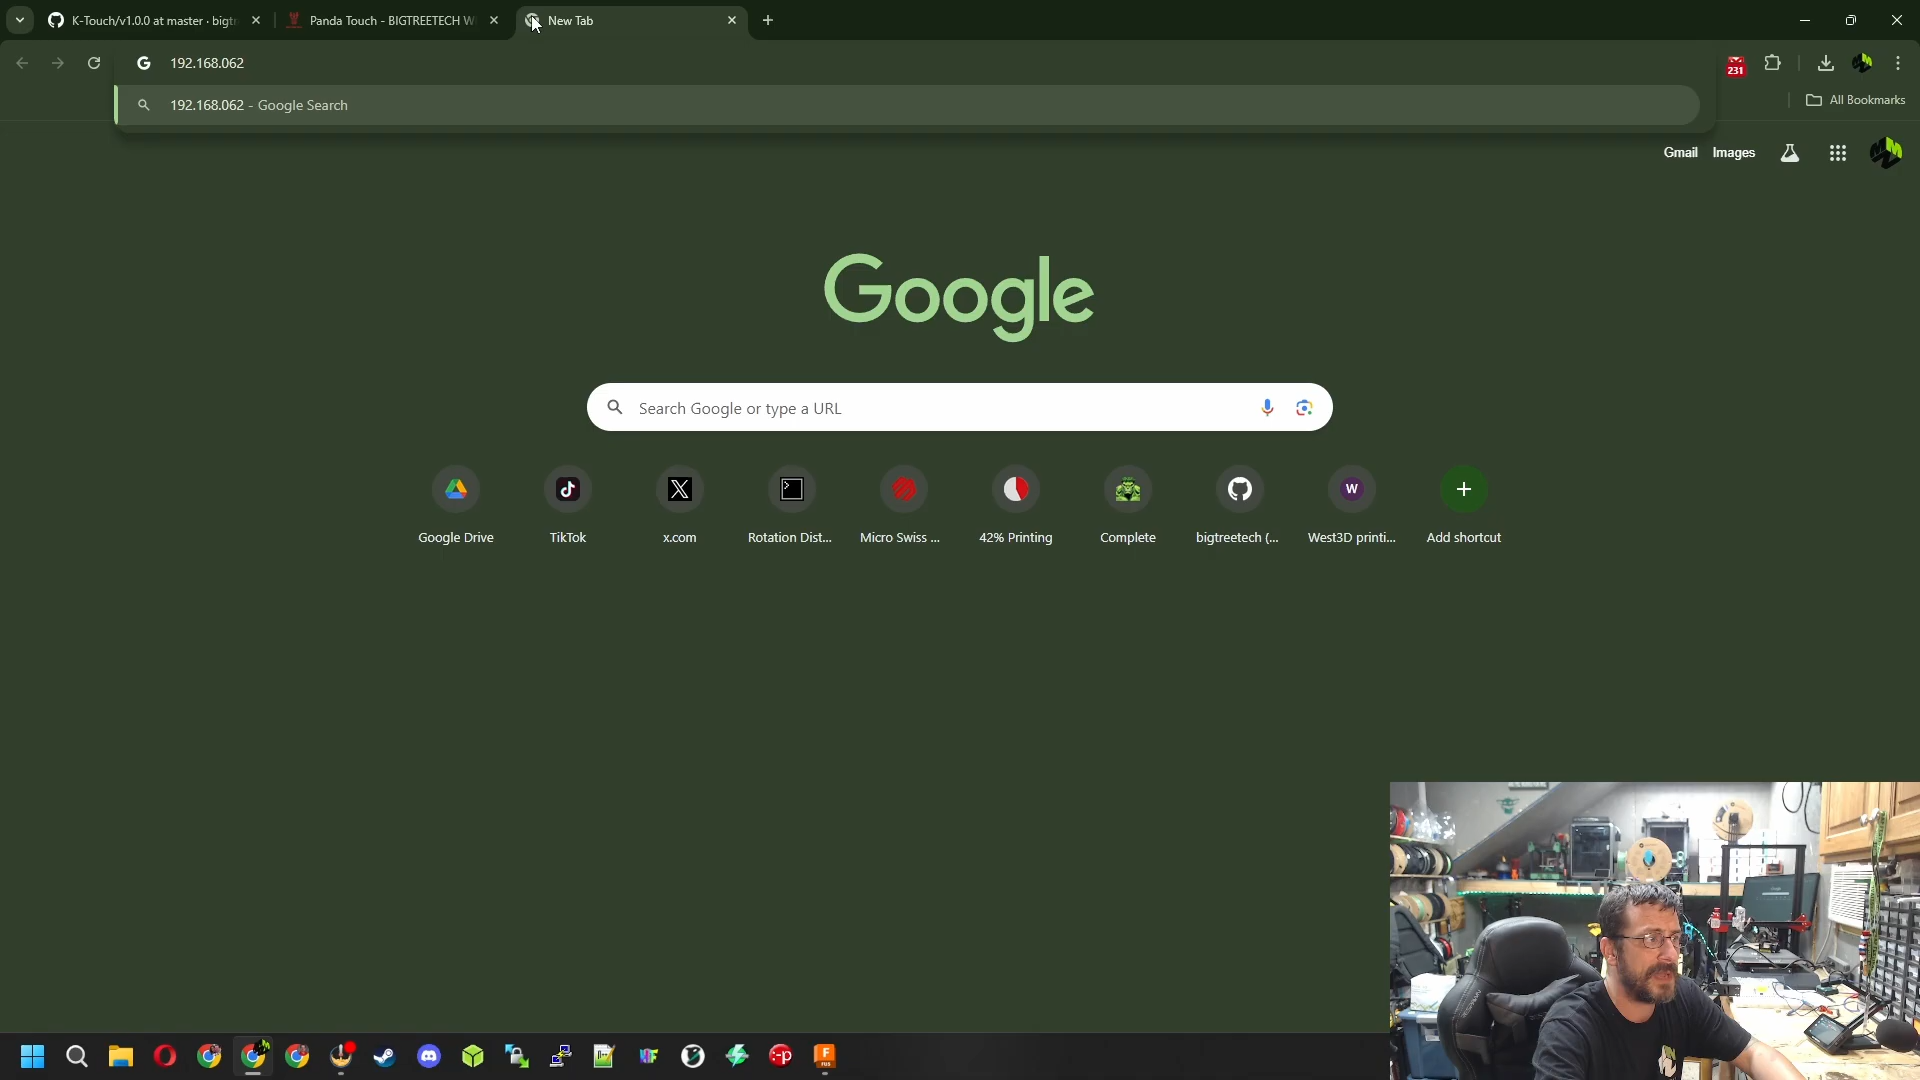 K-Touch/v1.0.0 at master · bigtr
Panda Touch - BIGTREETECH W
New Tab
192.168.062
231
192.168.062 - Google Search
All Bookmarks
Gmail
Images
Google
Search Google or type a URL
Google Drive
TikTok
x.com
Rotation Dist...
Micro Swiss ...
42% Printing
Complete
bigtreetech (...
West3D printi...
Add shortcut